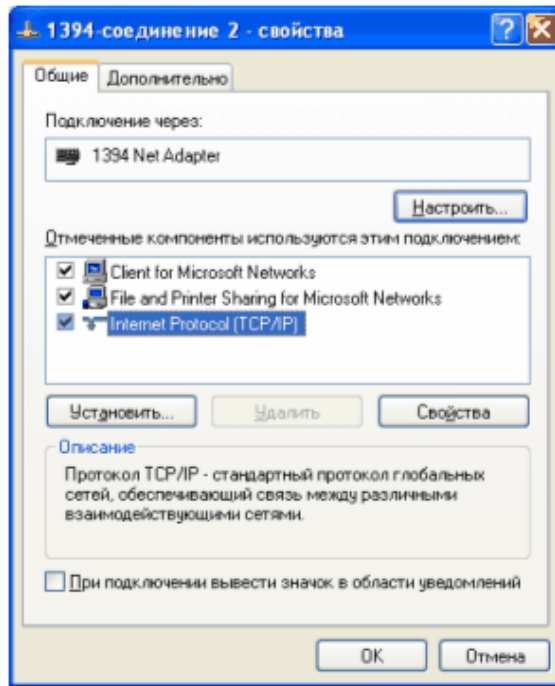 1394-соединение 2 - свойства
Общие
Дополнительно
Подключение через:
1394 Net Adapter
Настроить...
Отмеченные компоненты используются этим подключением:
Client for Microsoft Networks
File and Printer Sharing for Microsoft Networks
Internet Protocol (TCP/IP)
Установить...
Удалить
Свойства
Описание
Протокол TCP/IP - стандартный протокол глобальных
сетей, обеспечивающий связь между различными
взаимодействующими сетями.
При подключении вывести значок в области уведомлений
OK
Отмена